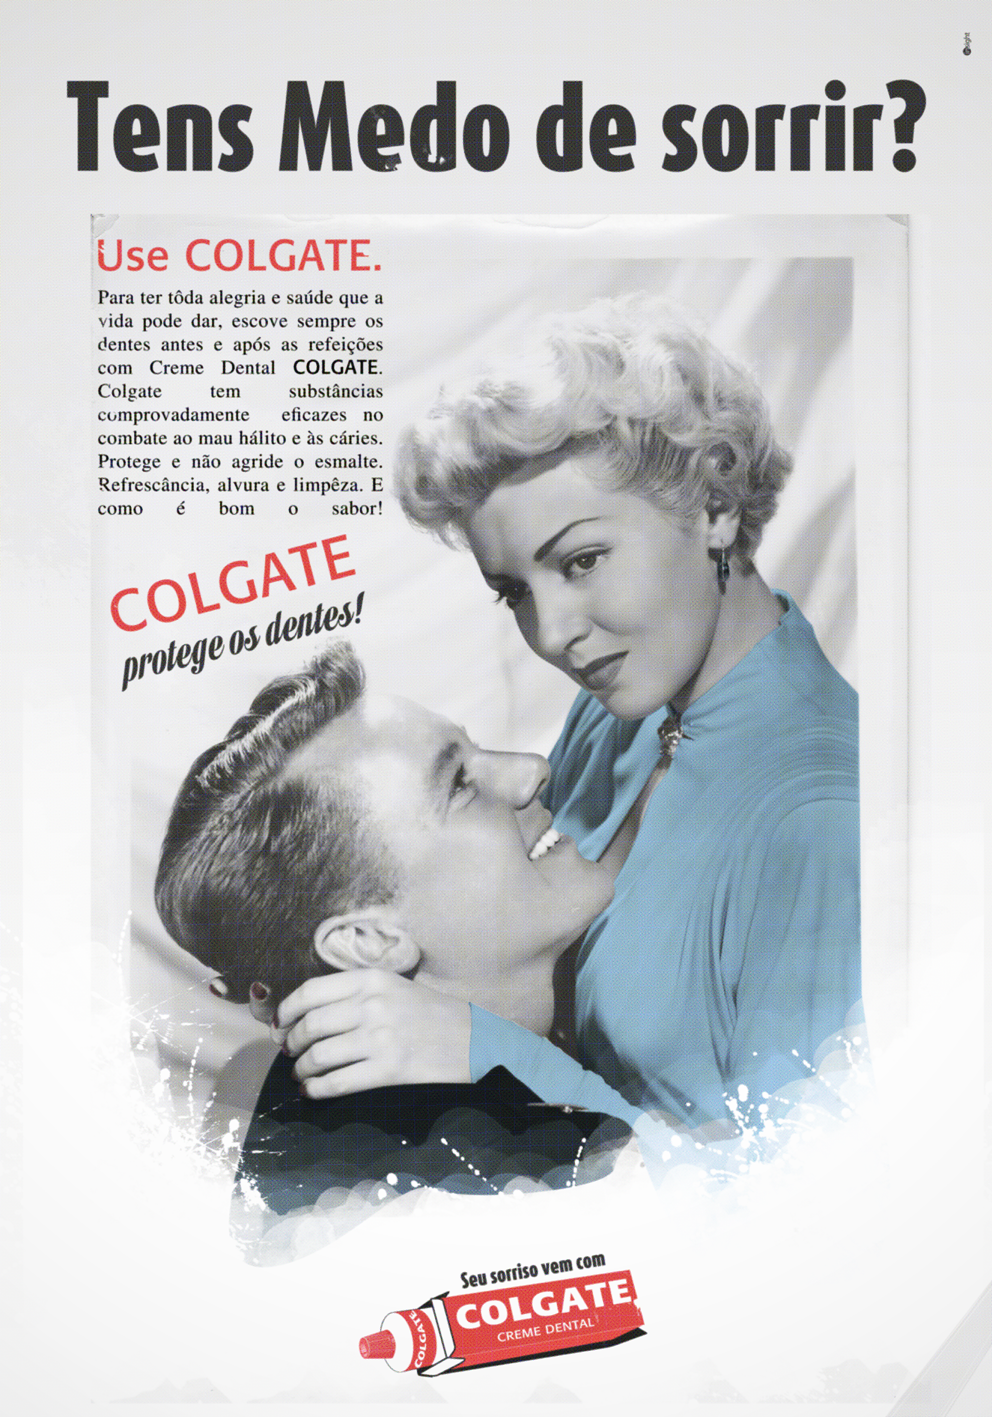 Tens Medo de sorrir?
Use COLGATE.
Para ter tôda alegria e saúde que a
vida pode dar, escove sempre os
dentes antes e após as refeições
com Creme Dental COLGATE.
Colgate tem substâncias
comprovadamente eficazes no
combate ao mau hálito e às cáries.
Protege e não agride o esmalte.
Refrescância, alvura e limpêza. E
como é bom o sabor!
COLGATE
protege os dentes!
Seu sorriso vem com
COLGATE
COLGATE
CREME DENTAL